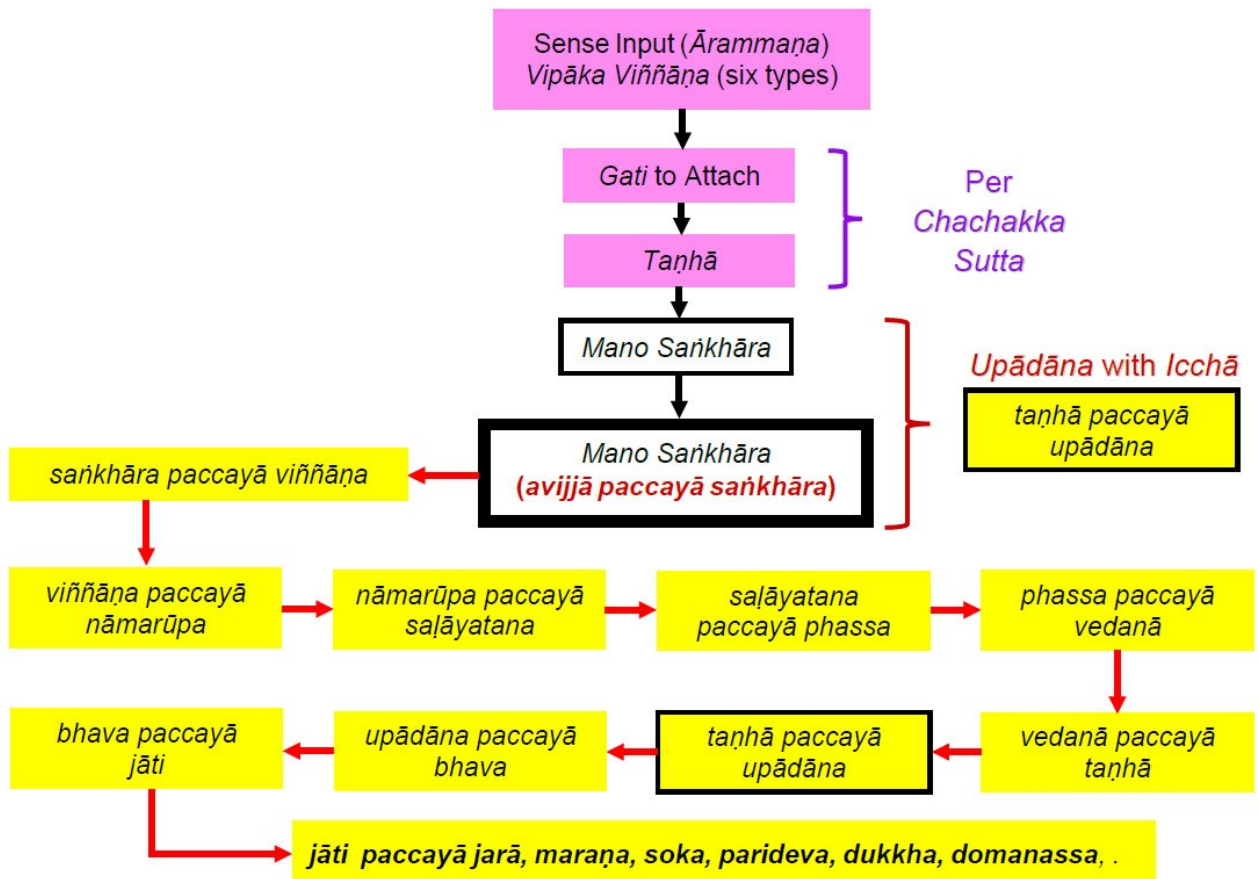 Sense Input (Ārammaṇa)
Vipāka Viññāṇa (six types)
Gati to Attach
Taṇhā
Per
Chachakka
Sutta
Mano Saṅkhāra
Upādāna with Icchā
taṇhā paccayā
upādāna
Mano Saṅkhāra
(avijjā paccayā saṅkhāra)
saṅkhāra paccayā viññāṇa
viññāṇa paccayā
nāmarūpa
nāmarūpa paccayā
saḷāyatana
saḷāyatana
paccayā phassa
phassa paccayā
vedanā
vedanā paccayā
taṇhā
taṇhā paccayā
upādāna
upādāna paccayā
bhava
bhava paccayā
jāti
jāti paccayā jarā, maraṇa, soka, parideva, dukkha, domanassa, .